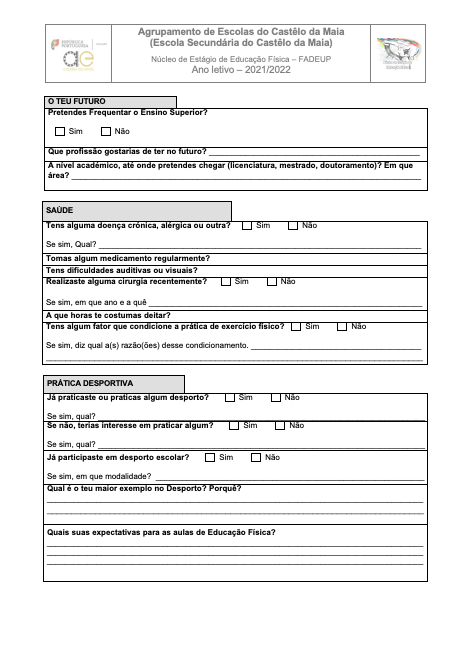 REPÚBLICA
PORTUGUESA
ae
Agrupamento de Escolas do Castêlo da Maia
(Escola Secundária do Castêlo da Maia)
Núcleo de Estágio de Educação Física – FADEUP
Ano letivo – 2021/2022
O TEU FUTURO
Pretendes Frequentar o Ensino Superior?
Sim Não
Que profissão gostarias de ter no futuro?
A nível académico, até onde pretendes chegar (licenciatura, mestrado, doutoramento)? Em que
área?
SAÚDE
Tens alguma doença crónica, alérgica ou outra? Sim Não
Se sim, Qual?
Tomas algum medicamento regularmente?
Tens dificuldades auditivas ou visuais?
Realizaste alguma cirurgia recentemente? Sim Não
Se sim, em que ano e a quê
A que horas te costumas deitar?
Tens algum fator que condicione a prática de exercício físico? Sim Não
Se sim, diz qual a(s) razão(ões) desse condicionamento.
PRÁTICA DESPORTIVA
Já praticaste ou praticas algum desporto? Sim Não
Se sim, qual?
Se não, terias interesse em praticar algum? Sim Não
Se sim, qual?
Já participaste em desporto escolar? Sim Não
Se sim, em que modalidade?
Qual é o teu maior exemplo no Desporto? Porquê?
Quais suas expectativas para as aulas de Educação Física?